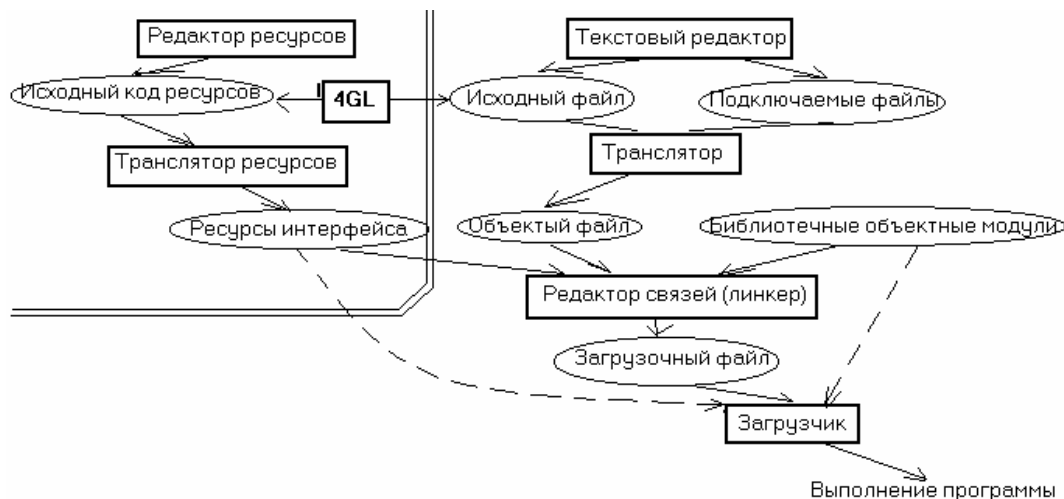 Редактор ресурсов
Текстовый редактор
Исходный код ресурсов
4GL
Исходный файл
Подключаемые файлы
Транслятор ресурсов
Транслятор
Ресурсы интерфейса
Объектый файл
Библиотечные объектные модули
Редактор связей (линкер)
Загрузочный файл
Загрузчик
Выполнение программы